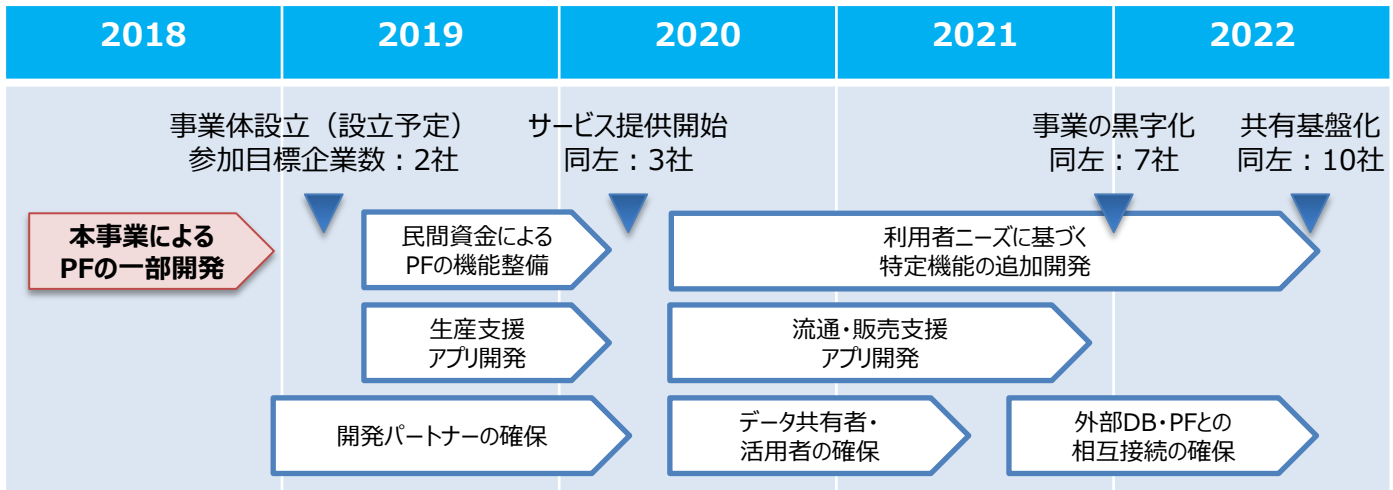 2018
2019
2020
2021
2022
事業体設立（設立予定）
参加目標企業数：2社
サービス提供開始
同左：3社
事業の黒字化
同左：7社
共有基盤化
同左：10社
本事業による
PFの一部開発
民間資金による
PFの機能整備
利用者ニーズに基づく
特定機能の追加開発
生産支援
アプリ開発
流通・販売支援
アプリ開発
開発パートナーの確保
データ共有者・
活用者の確保
外部DB・PFとの
相互接続の確保